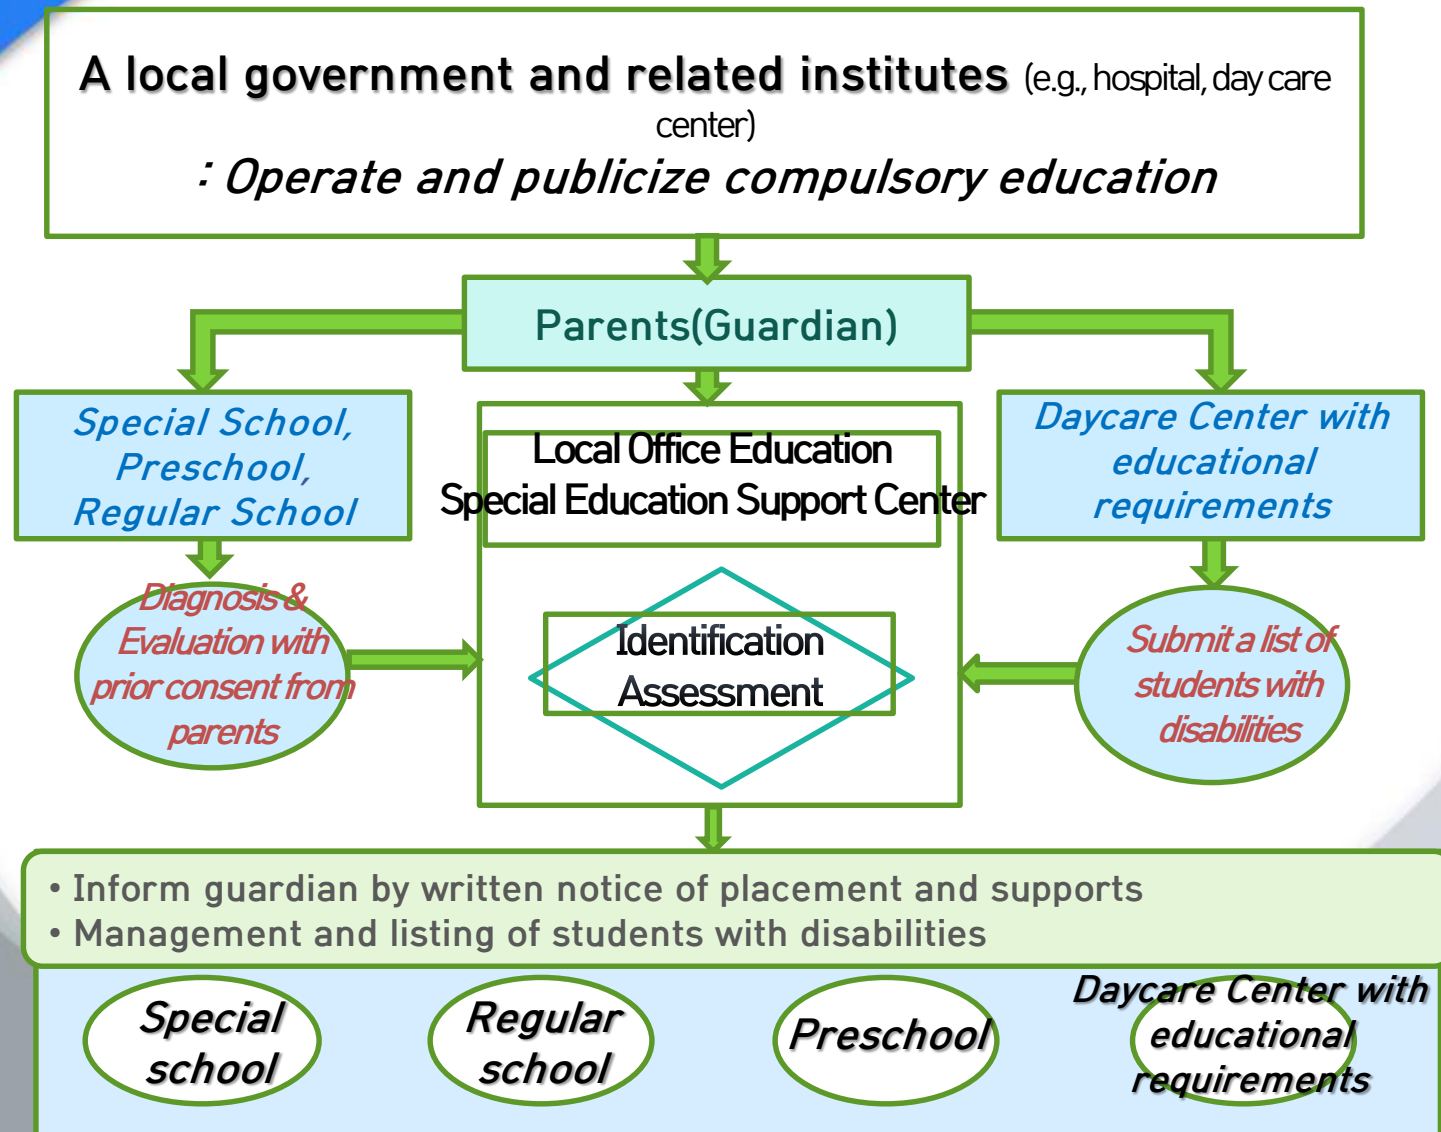 A local government and related institutes (e.g., hospital, day care
center)
: Operate and publicize compulsory education
Parents(Guardian)
Special School,
Preschool,
Regular School
Local Office Education
Special Education Support Center
Daycare Center with
educational
requirements
Diagnosis &
Evaluation with
prior consent from
parents
Identification
Assessment
Submit a list of
students with
disabilities
• Inform guardian by written notice of placement and supports
• Management and listing of students with disabilities
Special
school
Regular
school
Preschool
Daycare Center with
educational
requirements